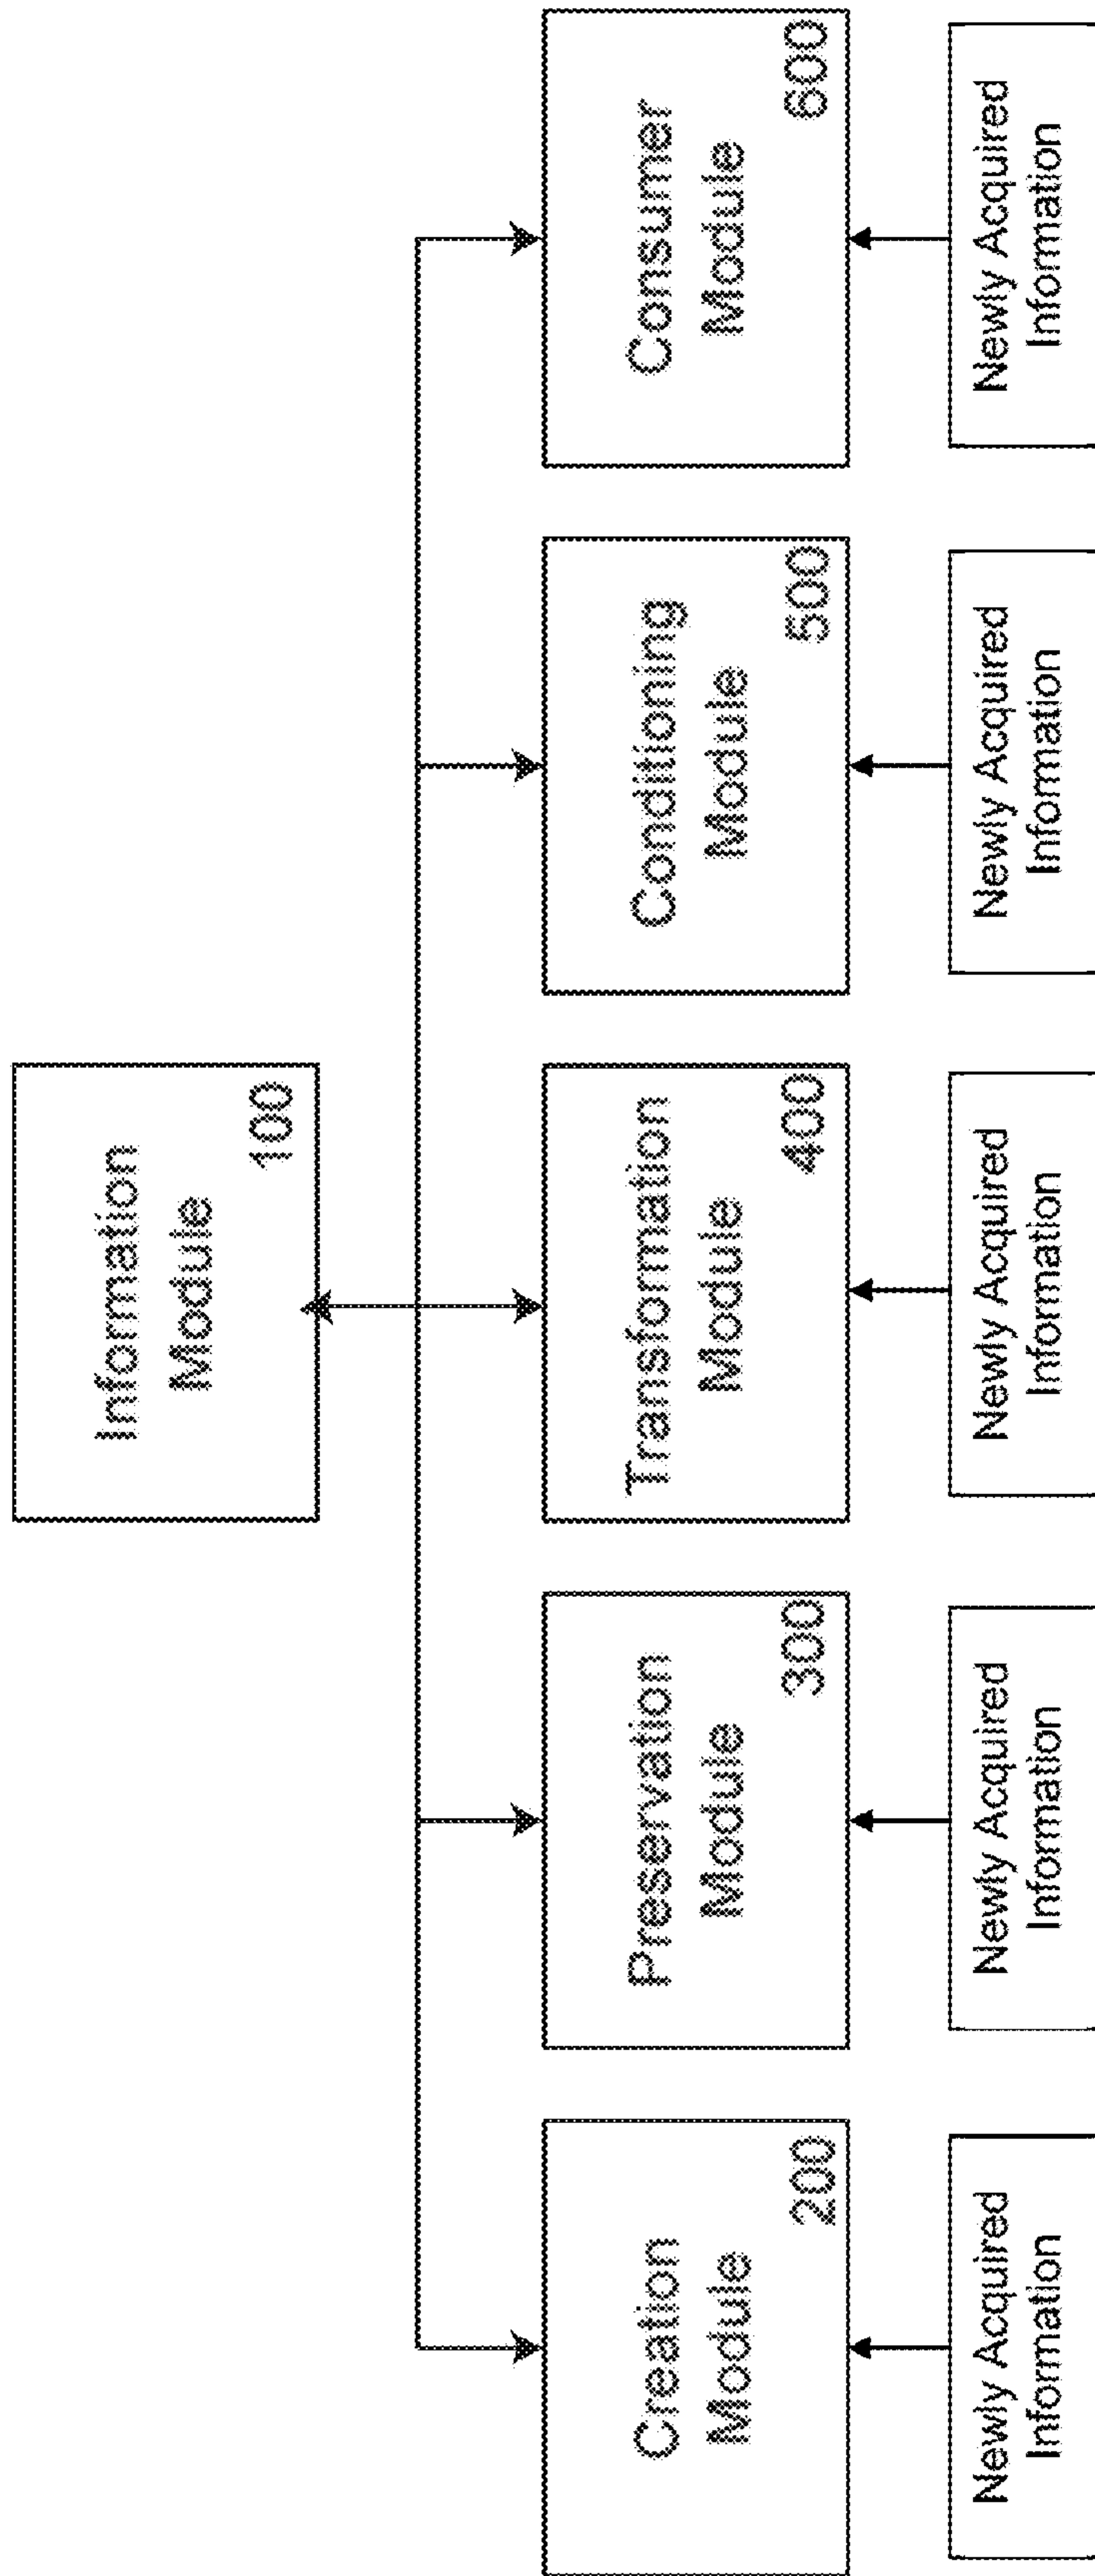 Information
Module
100
Creation
Module
200
Preservation
Module
300
Transformation
Module
400
Conditioning
Module
500
Consumer
Module
600
Newly Acquired
Information
Newly Acquired
Information
Newly Acquired
Information
Newly Acquired
Information
Newly Acquired
Information